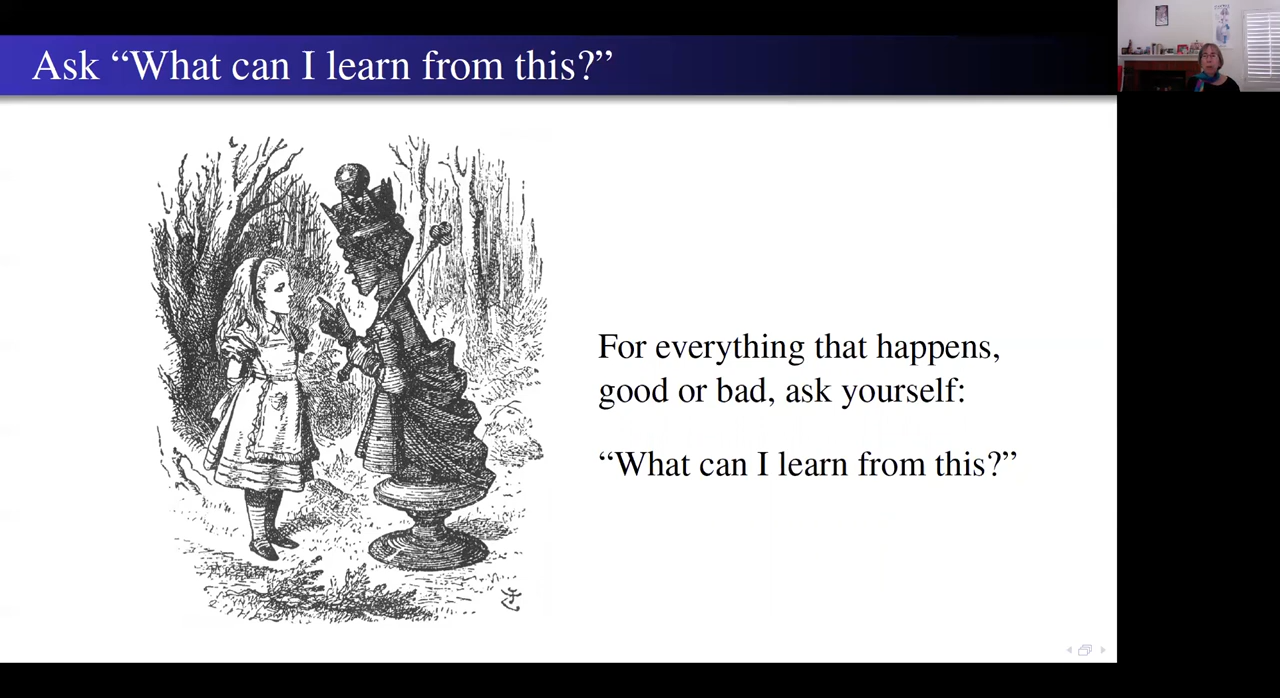 Ask “What can I learn from this?”
For everything that happens,
good or bad, ask yourself:
“What can I learn from this?”